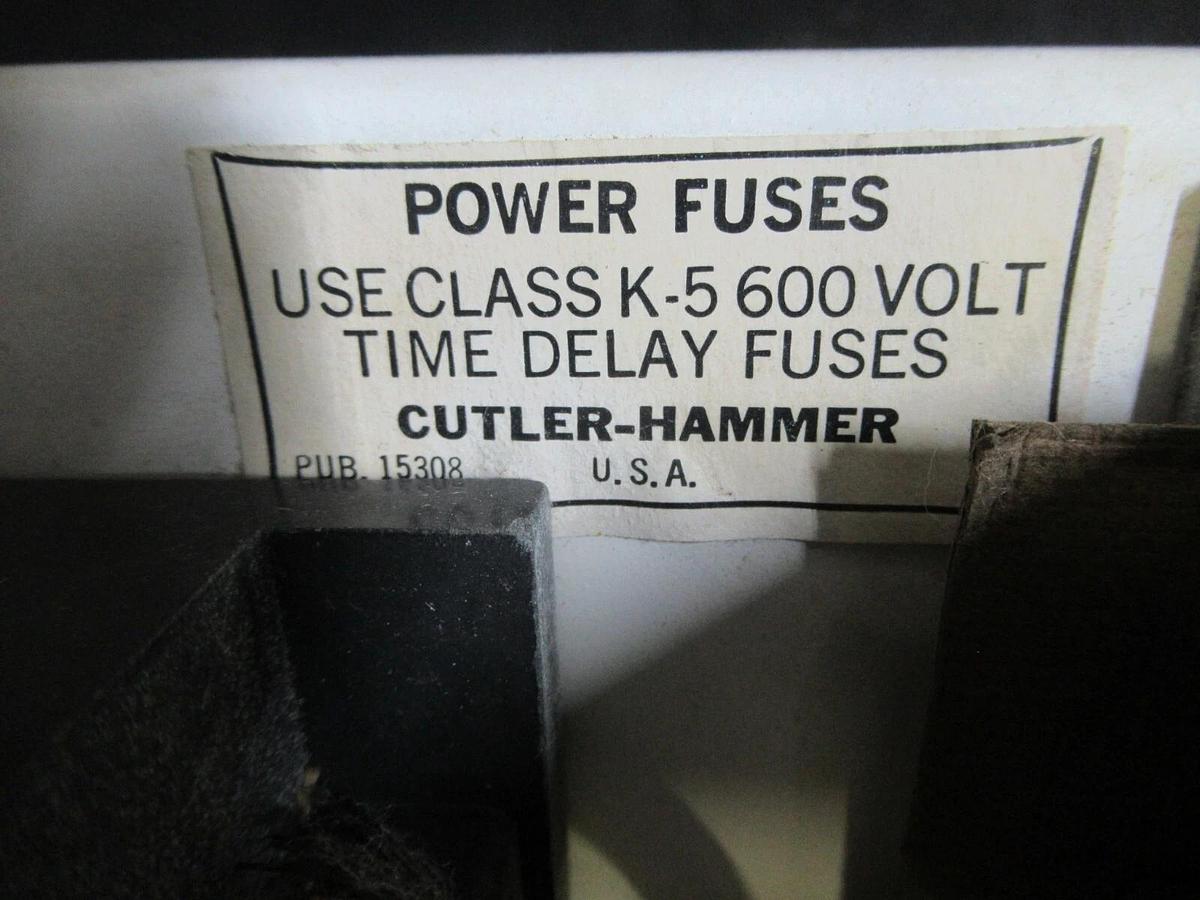 POWER FUSES
USE CLASS K-5 600 VOLT
TIME DELAY FUSES
CUTLER-HAMMER
PUB. 15308 U.S.A.